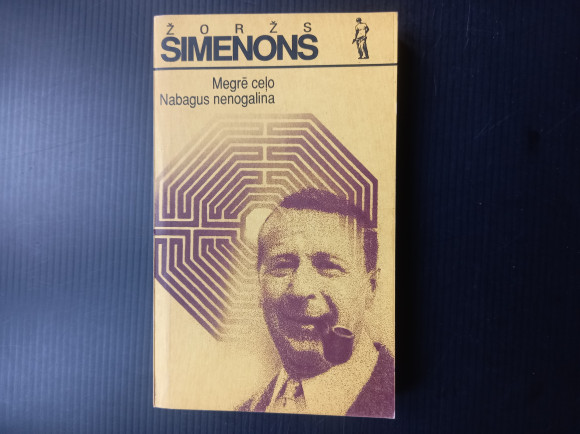 ŽORŽS
SIMENONS
Megrē ceļo
Nabagus nenogalina